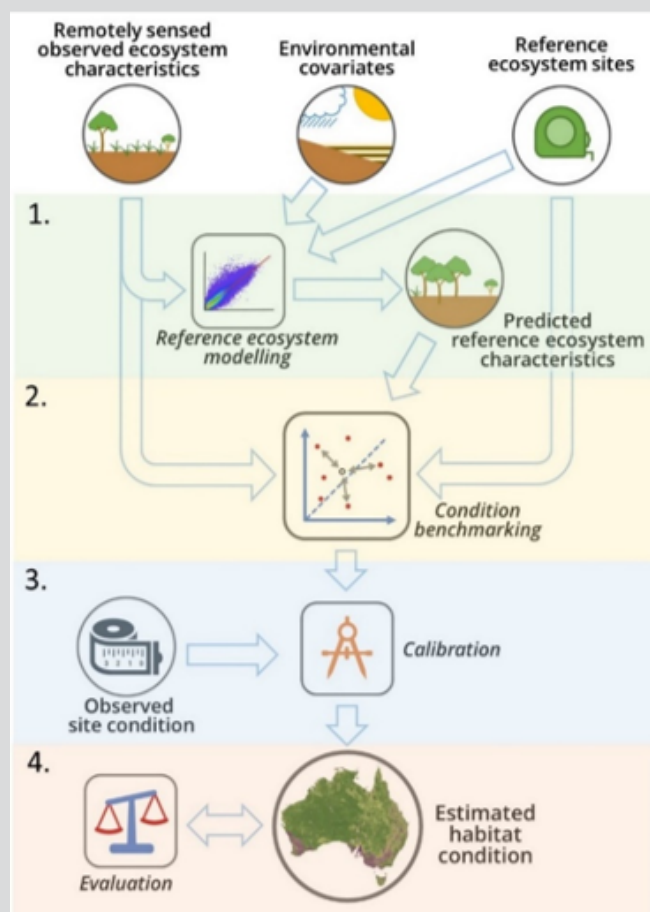 Remotely sensed
observed ecosystem
characteristics
Environmental
covariates
Reference
ecosystem sites
1.
Reference ecosystem
modelling
Predicted
reference ecosystem
characteristics
2.
Condition
benchmarking
3.
Observed
site condition
Calibration
4.
Evaluation
Estimated
habitat
condition